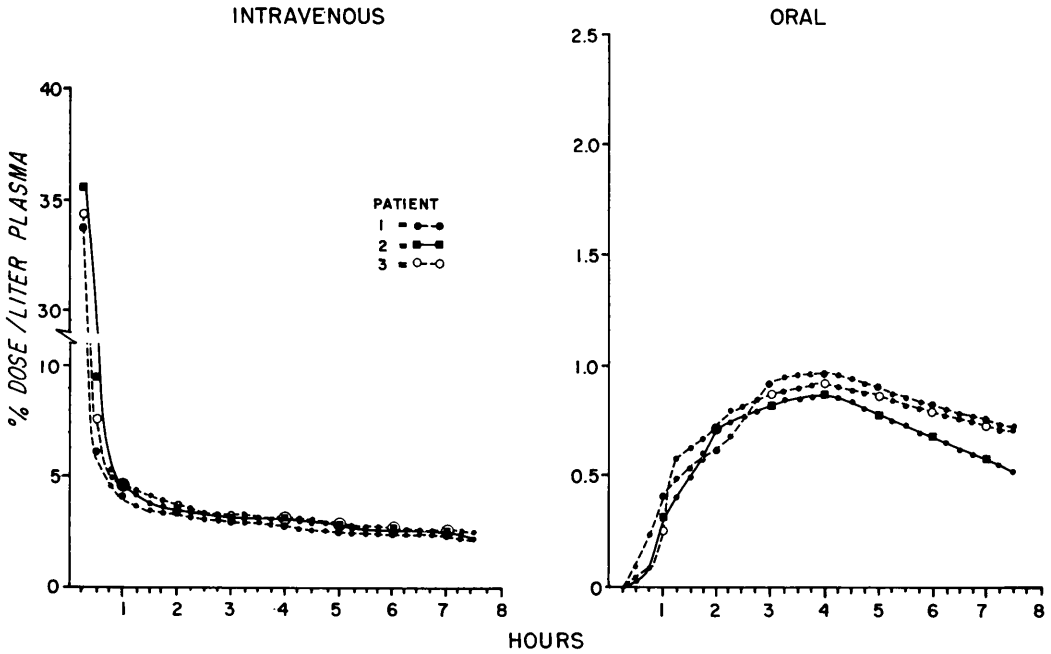 INTRAVENOUS
ORAL
% DOSE/LITER PLASMA
40
35
30
10
5
0
PATIENT
1 =
2 =
3 =
1 2 3 4 5 6 7 8
2.5
2.0
1.5
1.0
0.5
0
1 2 3 4 5 6 7 8
HOURS